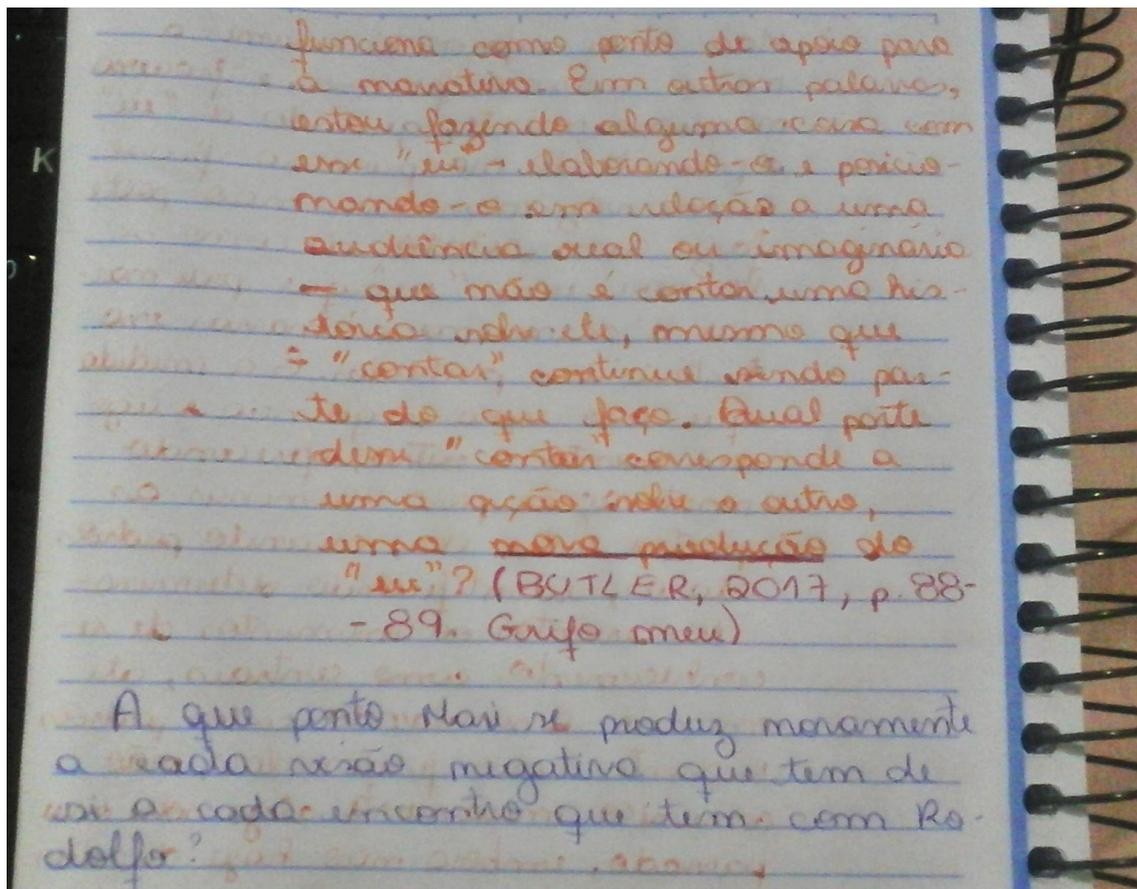 funciona como ponto de apoio para
a narrativa. Em outras palavras,
estou fazendo alguma coisa com
esse "eu" – elaborando-o e posicio-
nando-o em relação a uma
audiência real ou imaginária
– que não é contar uma his-
tória sobre ele, mesmo que
"contar" continue sendo par-
te do que faço. Qual parte
desse "contar" corresponde a
uma ação sobre o outro,
uma nova produção do
"eu"? (BUTLER, 2017, p. 88-
-89. Grifo meu)
A que ponto Mari se produz novamente
a cada visão negativa que tem de
si a cada encontro que tem com Ro-
dolfo?
K